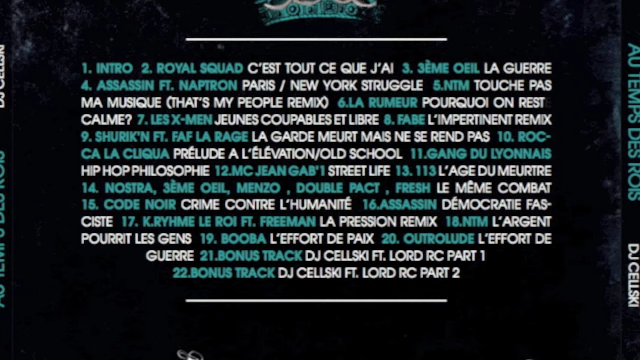 1. INTRO 2. ROYAL SQUAD C'EST TOUT CE QUE J'AI 3. 3ÈME OEIL LA GUERRE
4. ASSASSIN FT. NAPTRON PARIS / NEW YORK STRUGGLE 5.NTM TOUCHE PAS
MA MUSIQUE (THAT'S MY PEOPLE REMIX) 6.LA RUMEUR POURQUOI ON REST
CALME? 7. LES X-MEN JEUNES COUPABLES ET LIBRE 8. FABE L'IMPERTINENT REMIX
9. SHURIK'N FT. FAF LA RAGE LA GARDE MEURT MAIS NE SE REND PAS 10. ROC-
CA LA CLIQUA PRÉLUDE A L'ÉLÉVATION/OLD SCHOOL 11.GANG DU LYONNAIS
HIP HOP PHILOSOPHIE 12.MC JEAN GAB'1 STREET LIFE 13. 113 L'AGE DU MEURTRE
14. NOSTRA, 3ÈME OEIL, MENZO , DOUBLE PACT , FRESH LE MÊME COMBAT
15. CODE NOIR CRIME CONTRE L'HUMANITÉ 16.ASSASSIN DÉMOCRATIE FAS-
CISTE 17. K.RYHME LE ROI FT. FREEMAN LA PRESSION REMIX 18.NTM L'ARGENT
POURRIT LES GENS 19. BOOBA L'EFFORT DE PAIX 20. OUTROLUDE L'EFFORT DE
GUERRE 21.BONUS TRACK DJ CELLSKI FT. LORD RC PART 1
22.BONUS TRACK DJ CELLSKI FT. LORD RC PART 2
AU TEMPS DES ROIS
DJ CELLSKI
AU TEMPS DES ROIS
DJ CELLSKI